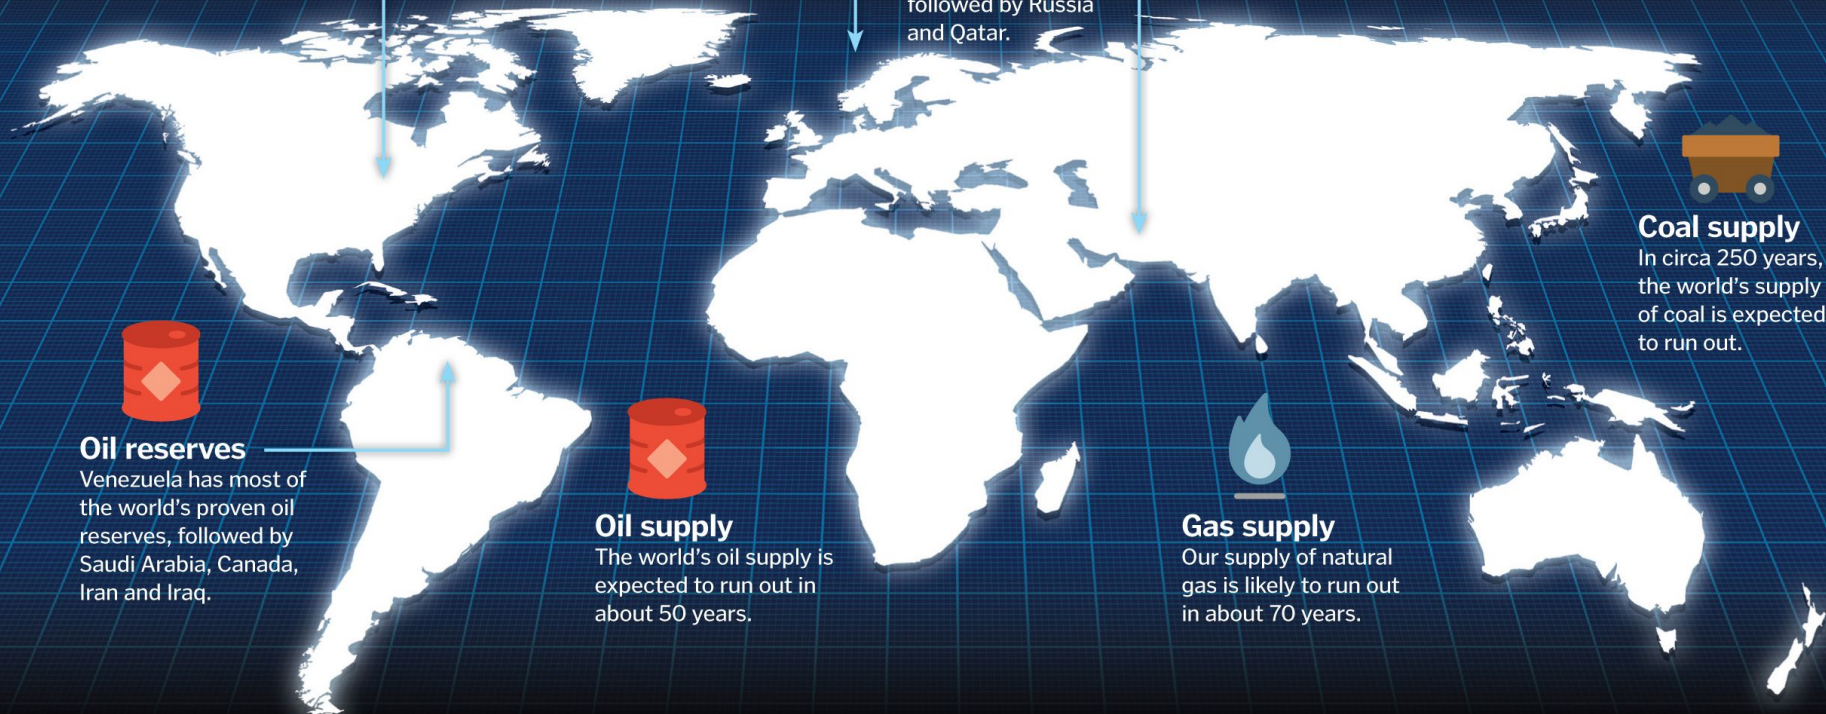 followed by Russia
and Qatar.
Coal supply
In circa 250 years,
the world's supply
of coal is expected
to run out.
Oil reserves
Venezuela has most of
the world's proven oil
reserves, followed by
Saudi Arabia, Canada,
Iran and Iraq.
Oil supply
The world's oil supply is
expected to run out in
about 50 years.
Gas supply
Our supply of natural
gas is likely to run out
in about 70 years.